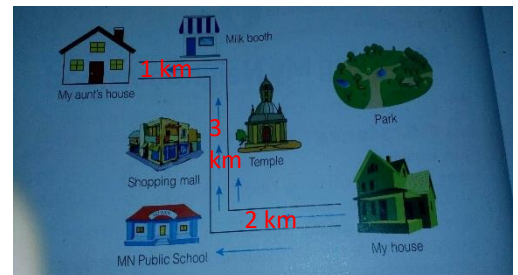 Milk booth
1 km
My aunt's house
Park
3
km
Temple
Shopping mall
2 km
My house
MN Public School